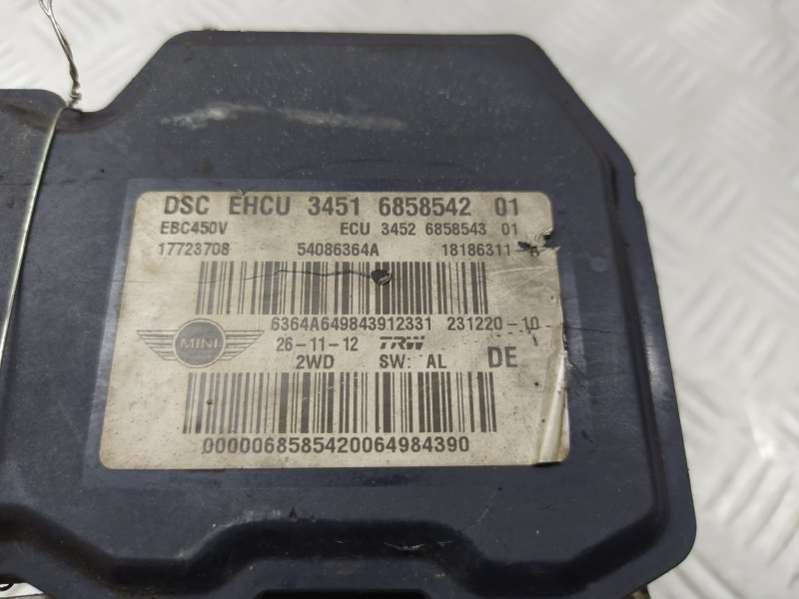 DSC EHCU 3451 6858542 01
EBC450V ECU 3452 6858543 01
17723708 54086364A 18186311
6364A649843912331 231220-10
MINI 26-11-12 TRW DE
2WD SW: AL
0000068585420064984390